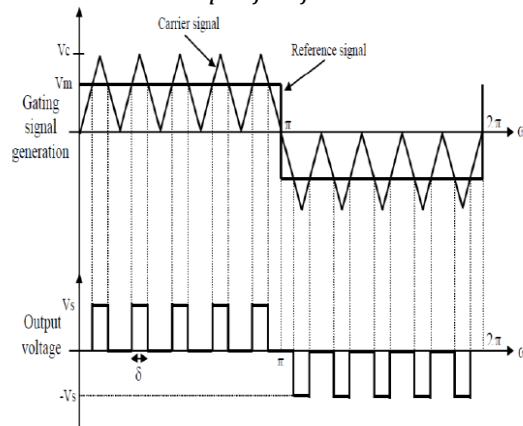 Carrier signal
Vc
Reference signal
Vm
Gating
signal
generation
π
2π
Vs
Output
voltage
δ
π
2π
-Vs